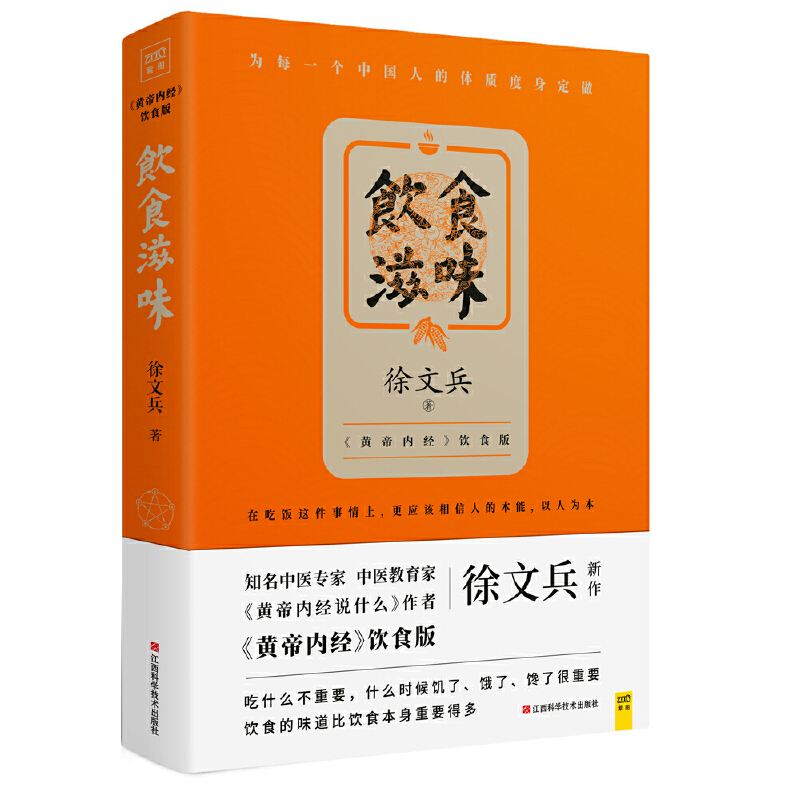 ZITO
紫图
《黄帝内经》
饮食版
飲食滋味
徐文兵
著
江西科学技术出版社
为每一个中国人的体质度身定做
飲食
滋味
徐文兵
著
《黄帝内经》饮食版
在吃饭这件事情上，更应该相信人的本能，以人为本
知名中医专家 中医教育家
《黄帝内经说什么》作者
《黄帝内经》饮食版
徐文兵 新作
吃什么不重要，什么时候饥了、饿了、馋了很重要
饮食的味道比饮食本身重要得多
江西科学技术出版社
ZITO
紫图